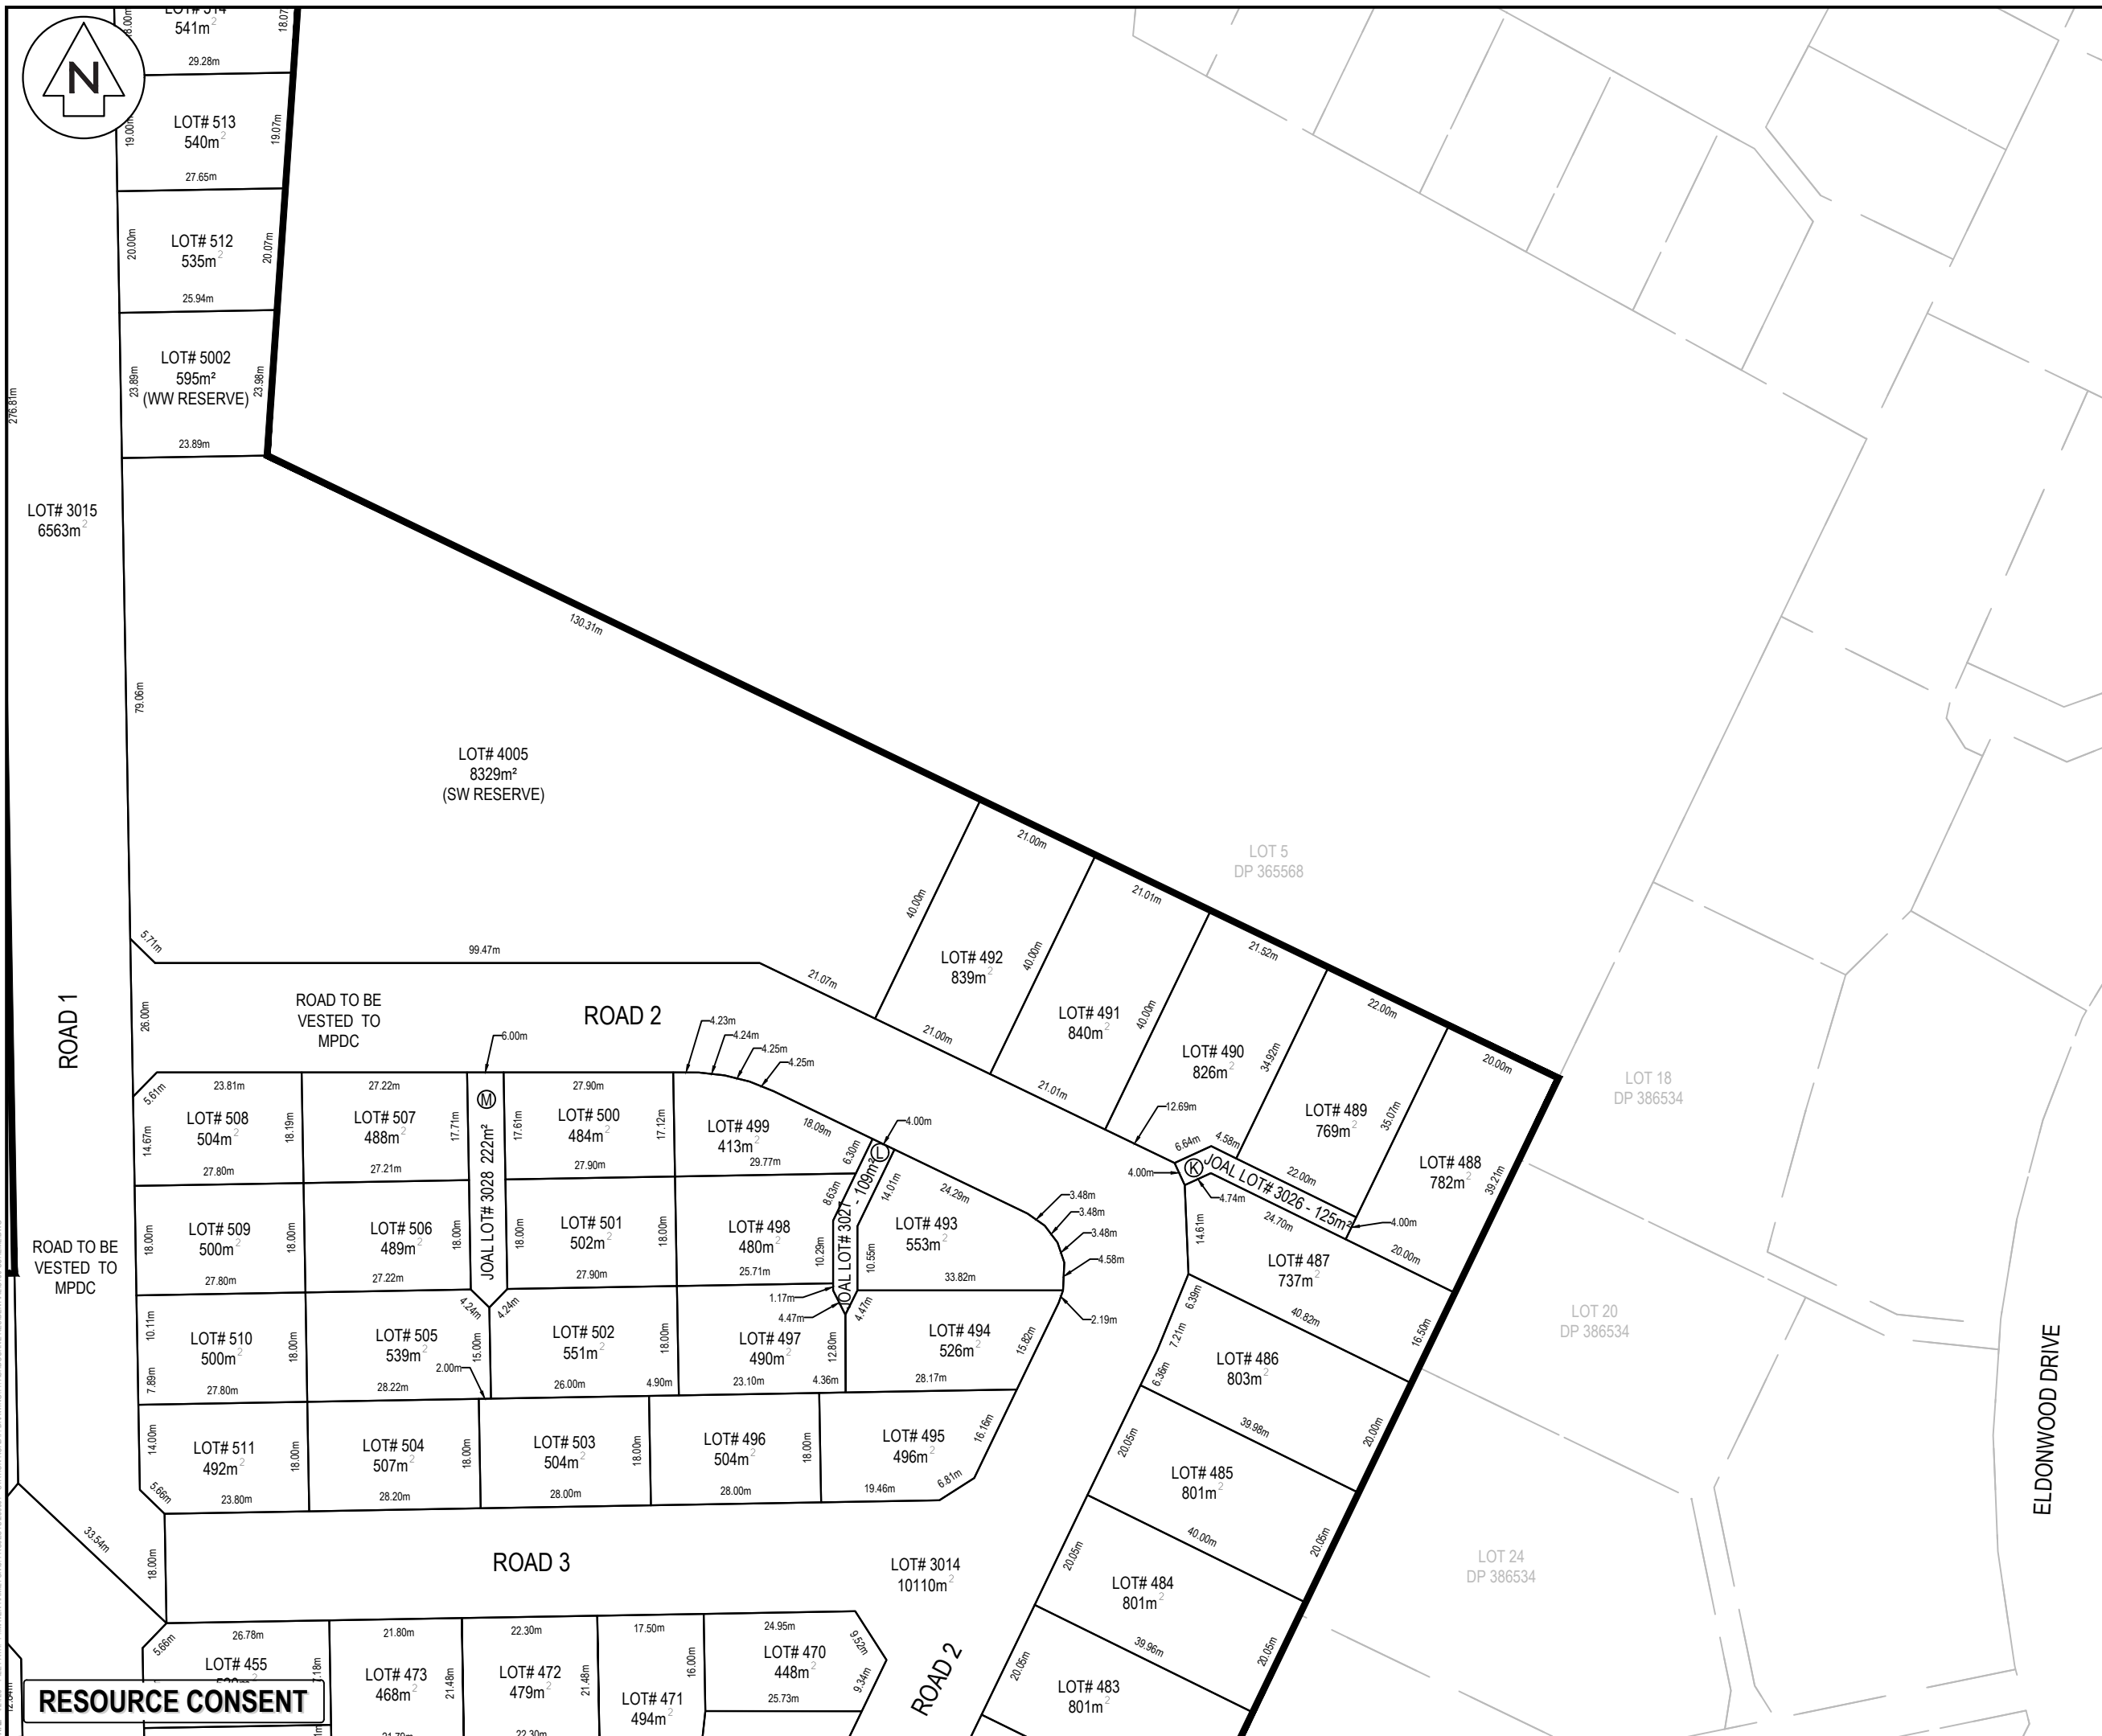 541m²
18.00m
18.07
29.28m
N
LOT# 513
540m²
19.00m
19.07m
27.65m
LOT# 512
535m²
20.00m
20.07m
25.94m
LOT# 5002
595m²
(WW RESERVE)
23.89m
23.98m
23.89m
276.81m
LOT# 3015
6563m²
130.31m
79.06m
LOT# 4005
8329m²
(SW RESERVE)
LOT 5
DP 365568
21.00m
21.01m
21.52m
22.00m
20.00m
40.00m
40.00m
40.00m
34.92m
35.07m
39.21m
5.71m
99.47m
21.07m
21.00m
21.01m
12.69m
LOT# 492
839m²
LOT# 491
840m²
LOT# 490
826m²
LOT# 489
769m²
LOT# 488
782m²
ROAD 1
26.00m
ROAD TO BE
VESTED TO
MPDC
ROAD 2
6.00m
4.23m
4.24m
4.25m
4.25m
LOT 18
DP 386534
5.61m
23.81m
27.22m
27.90m
LOT# 508
504m²
14.67m
18.19m
27.80m
LOT# 507
488m²
17.71m
27.21m
M
JOAL LOT# 3028 222m²
LOT# 500
484m²
17.61m
17.12m
27.90m
LOT# 499
413m²
29.77m
18.09m
6.30m
4.00m
L
JOAL LOT# 3027 - 109m²
8.63m
14.01m
24.29m
6.64m
4.58m
4.00m
K
JOAL LOT# 3026 - 125m²
22.00m
4.74m
24.70m
4.00m
20.00m
14.61m
3.48m
3.48m
3.48m
4.58m
2.19m
LOT# 509
500m²
18.00m
18.00m
27.80m
LOT# 506
489m²
18.00m
27.22m
LOT# 501
502m²
18.00m
18.00m
27.90m
LOT# 498
480m²
25.71m
10.29m
10.55m
LOT# 493
553m²
33.82m
LOT# 487
737m²
ROAD TO BE
VESTED TO
MPDC
1.17m
4.47m
4.47m
4.24m
4.24m
6.39m
40.82m
16.50m
LOT 20
DP 386534
ELDONWOOD DRIVE
10.11m
7.89m
LOT# 510
500m²
18.00m
27.80m
LOT# 505
539m²
2.00m
15.00m
28.22m
LOT# 502
551m²
18.00m
26.00m
4.90m
LOT# 497
490m²
12.80m
23.10m
4.36m
LOT# 494
526m²
15.82m
28.17m
7.21m
6.36m
LOT# 486
803m²
39.98m
20.00m
14.00m
LOT# 511
492m²
18.00m
5.66m
23.80m
LOT# 504
507m²
18.00m
28.20m
LOT# 503
504m²
18.00m
28.00m
LOT# 496
504m²
18.00m
28.00m
LOT# 495
496m²
16.16m
6.81m
19.46m
20.05m
LOT# 485
801m²
40.00m
20.05m
33.54m
18.00m
ROAD 3
LOT# 3014
10110m²
20.05m
LOT# 484
801m²
39.96m
20.05m
LOT 24
DP 386534
5.66m
26.78m
LOT# 455
21.80m
LOT# 473
468m²
21.48m
22.30m
LOT# 472
479m²
21.48m
22.30m
17.50m
LOT# 471
494m²
16.00m
24.95m
LOT# 470
448m²
25.73m
9.52m
9.34m
ROAD 2
20.05m
LOT# 483
801m²
RESOURCE CONSENT